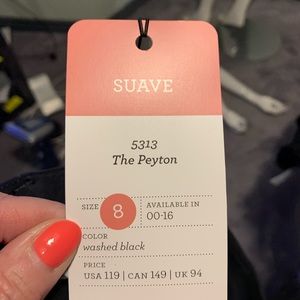 SUAVE
5313
The Peyton
SIZE 8 AVAILABLE IN
00-16
COLOR
washed black
PRICE
USA 119 | CAN 149 | UK 94